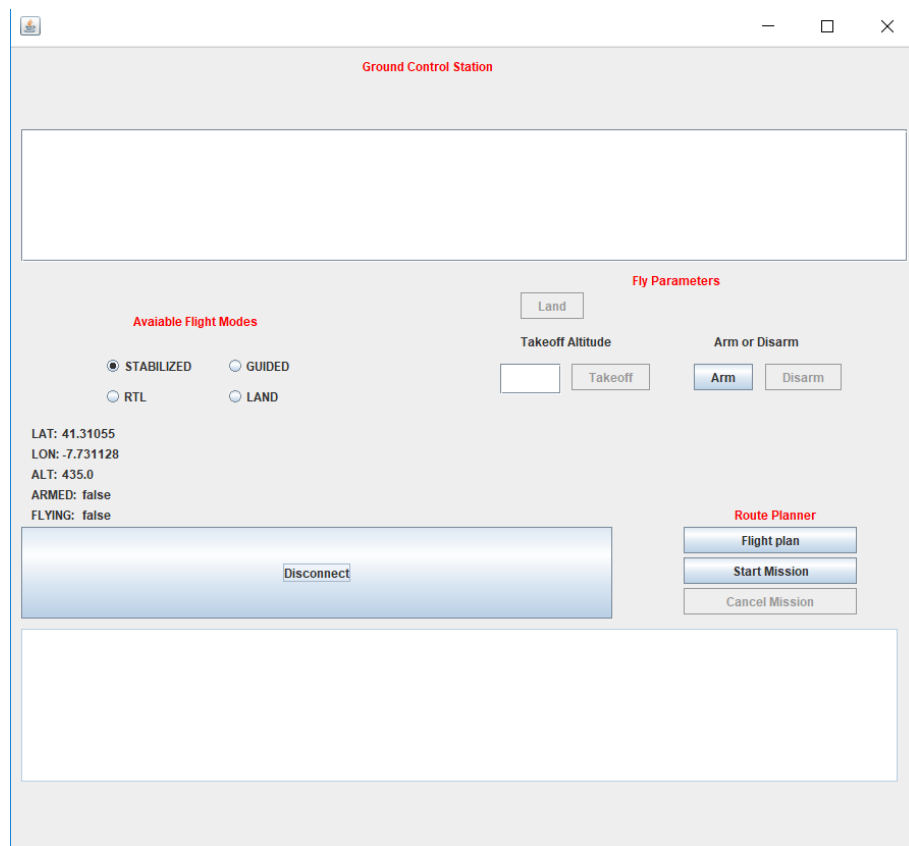 Ground Control Station
Fly Parameters
Land
Avaiable Flight Modes
Takeoff Altitude
Arm or Disarm
STABILIZED
GUIDED
Takeoff
Arm
Disarm
RTL
LAND
LAT: 41.31055
LON: -7.731128
ALT: 435.0
ARMED: false
FLYING: false
Route Planner
Flight plan
Disconnect
Start Mission
Cancel Mission